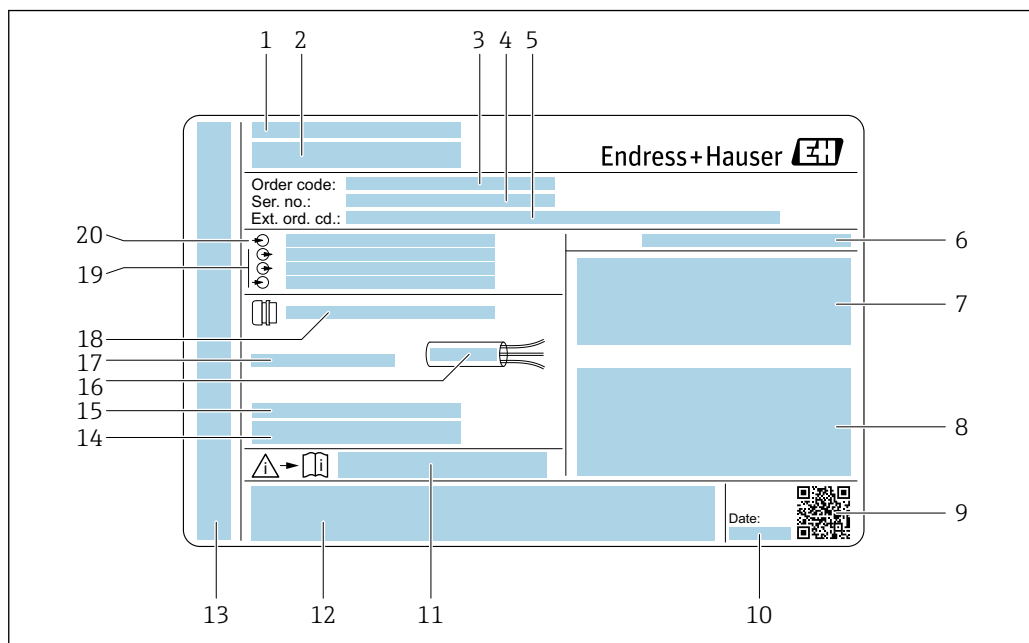 1 2 3 4 5
Endress+Hauser EH
Order code:
Ser. no.:
Ext. ord. cd.:
20
6
19
7
18
17
16
15
14
8
i i
Date:
9
13 12 11 10